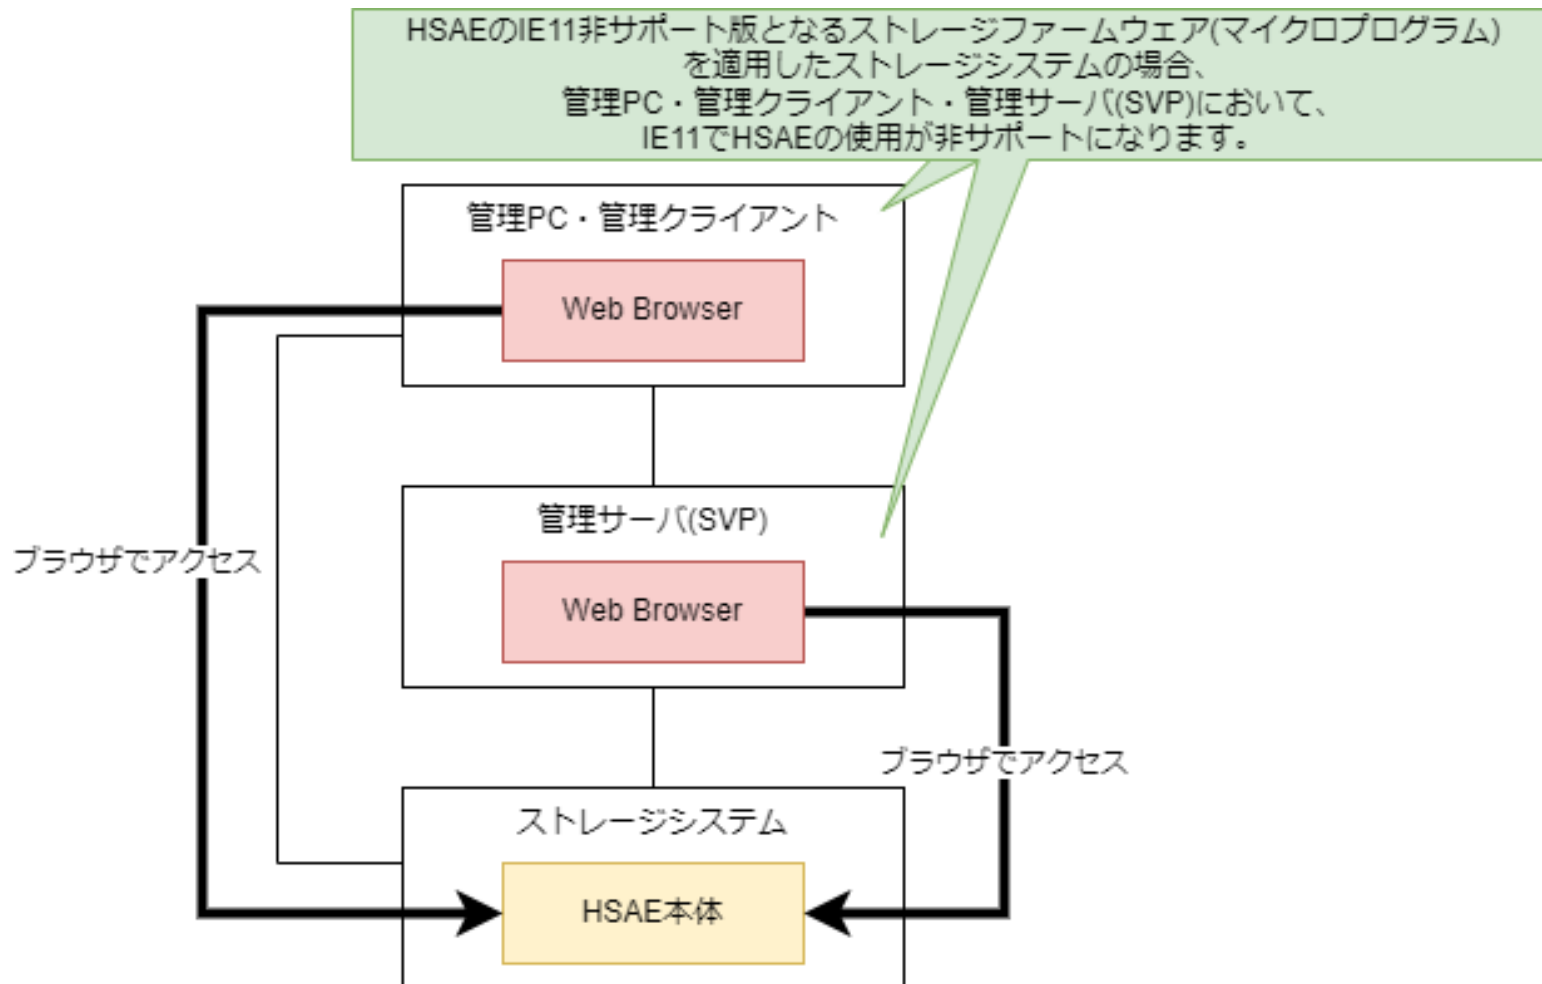 HSAEのIE11非サポート版となるストレージファームウェア(マイクロプログラム)
を適用したストレージシステムの場合、
管理PC・管理クライアント・管理サーバ(SVP)において、
IE11でHSAEの使用が非サポートになります。
管理PC・管理クライアント
Web Browser
管理サーバ(SVP)
ブラウザでアクセス
Web Browser
ブラウザでアクセス
ストレージシステム
HSAE本体